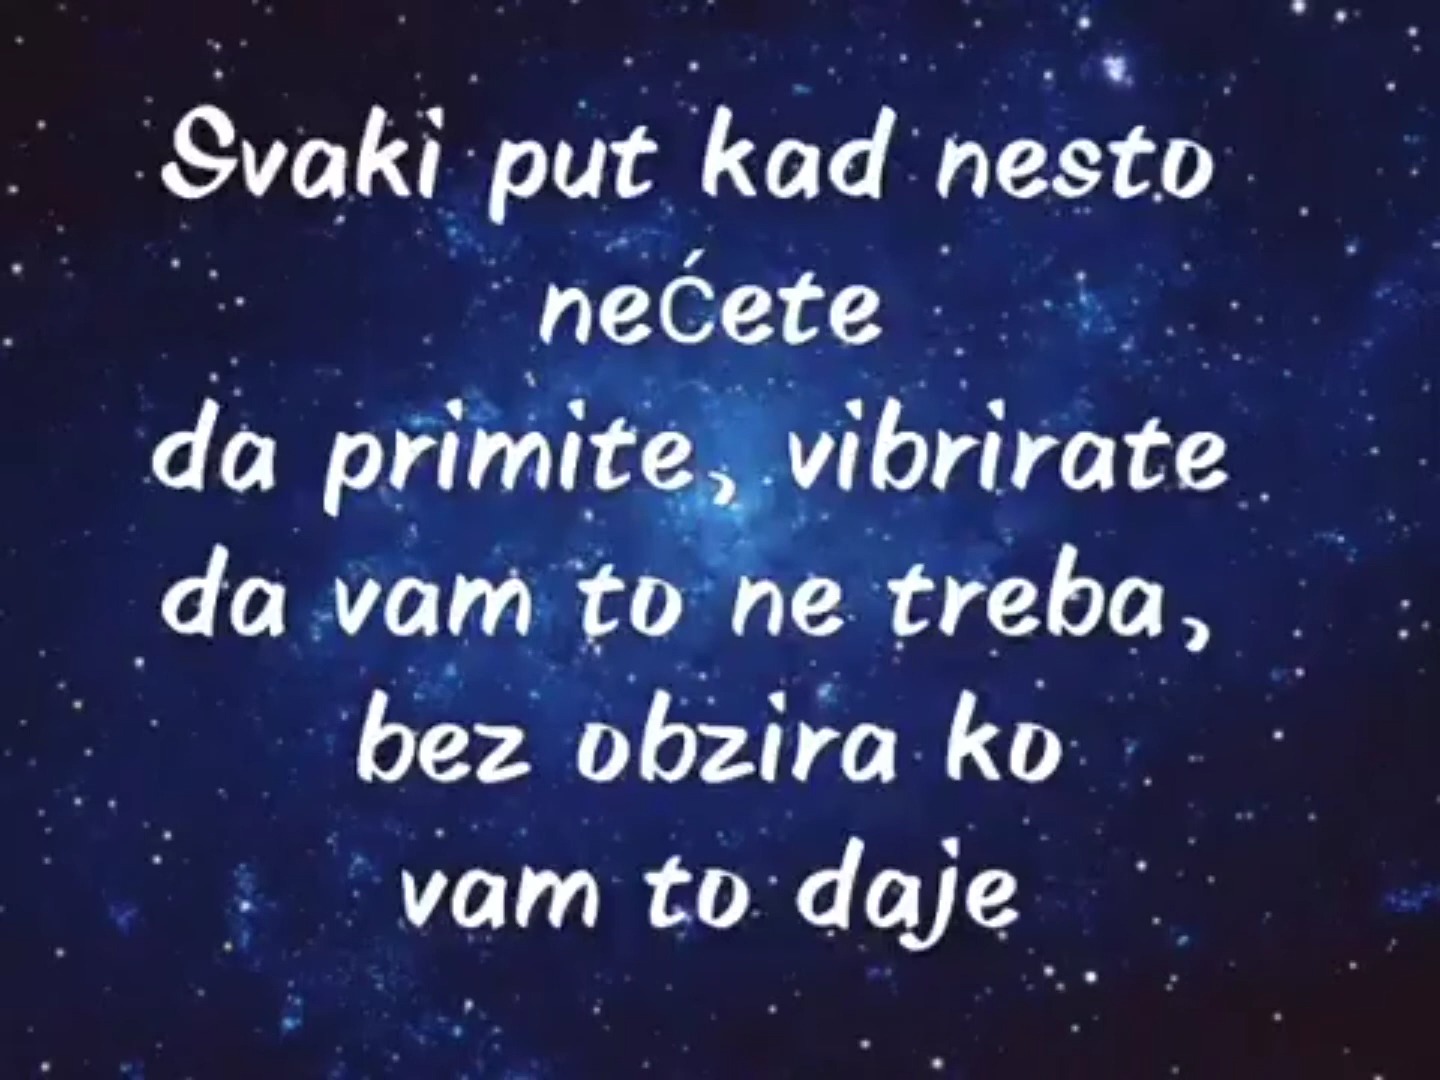 Svaki put kad nesto
nećete
da primite, vibrirate
da vam to ne treba,
bez obzira ko
vam to daje